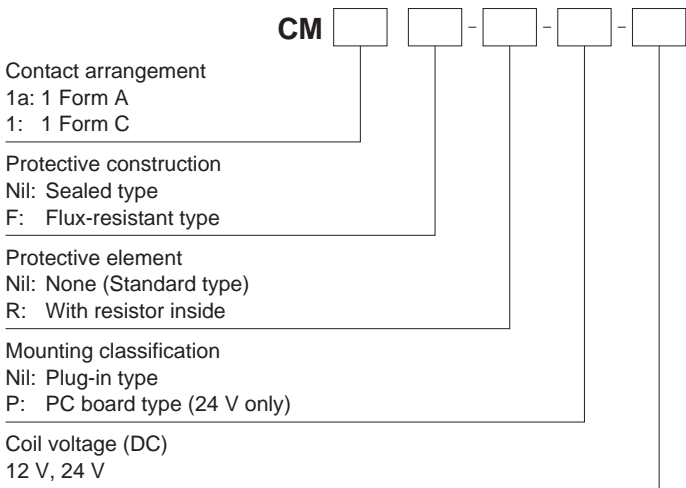 CM - - -
Contact arrangement
1a: 1 Form A
1: 1 Form C
Protective construction
Nil: Sealed type
F: Flux-resistant type
Protective element
Nil: None (Standard type)
R: With resistor inside
Mounting classification
Nil: Plug-in type
P: PC board type (24 V only)
Coil voltage (DC)
12 V, 24 V